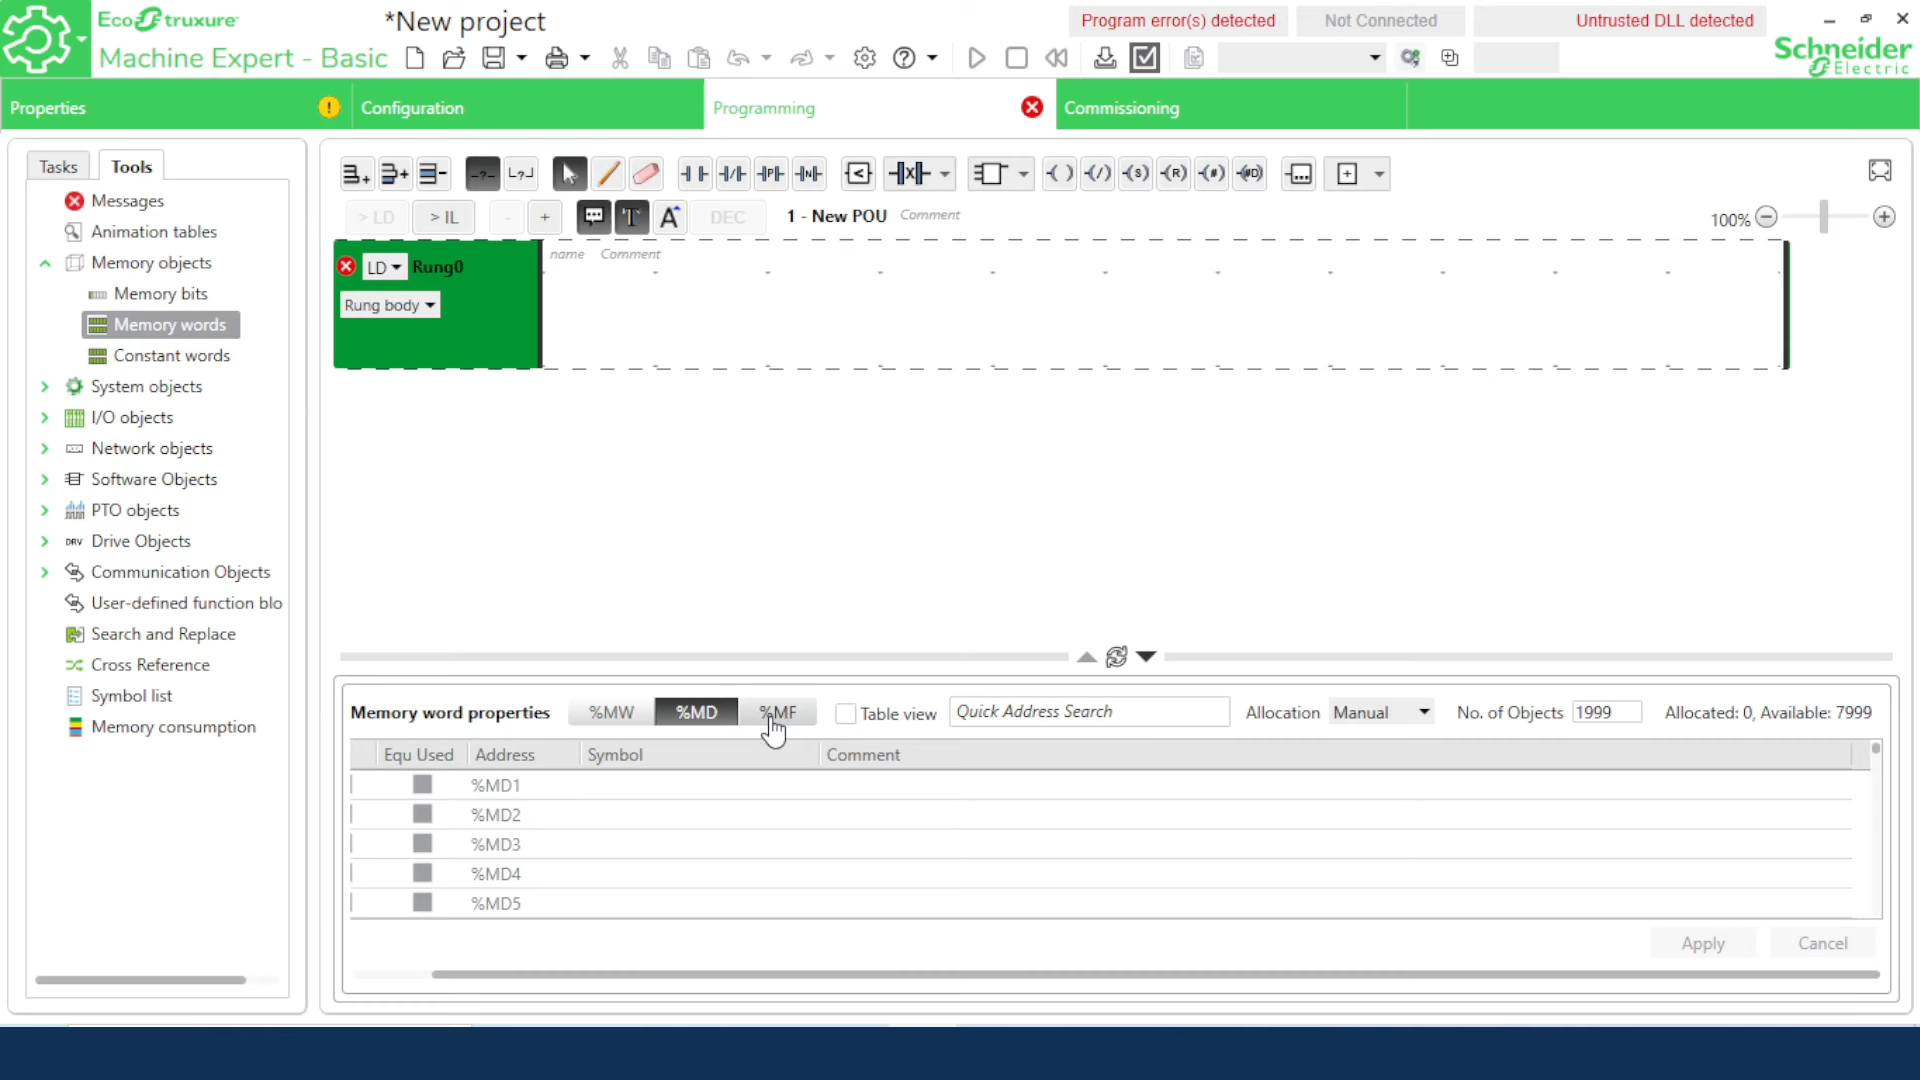 EcoStruxure
Machine Expert - Basic
*New project
Program error(s) detected
Not Connected
Untrusted DLL detected
Schneider
Electric
Properties
Configuration
Programming
Commissioning
Tasks
Tools
Messages
Animation tables
Memory objects
Memory bits
Memory words
Constant words
System objects
I/O objects
Network objects
Software Objects
PTO objects
DRV Drive Objects
Communication Objects
User-defined function blo
Search and Replace
Cross Reference
Symbol list
Memory consumption
> LD
> IL
-
+
T
A
DEC
1 - New POU Comment
100%
LD Rung0
name Comment
Rung body
Memory word properties
%MW
%MD
%MF
Table view
Quick Address Search
Allocation Manual
No. of Objects 1999
Allocated: 0, Available: 7999
Equ Used Address Symbol Comment
%MD1
%MD2
%MD3
%MD4
%MD5
Apply
Cancel